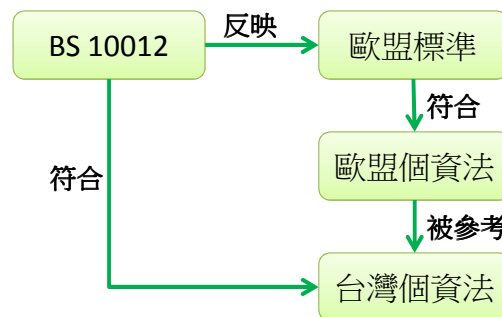 BS 10012
反映
歐盟標準
符合
歐盟個資法
符合
被參考
台灣個資法